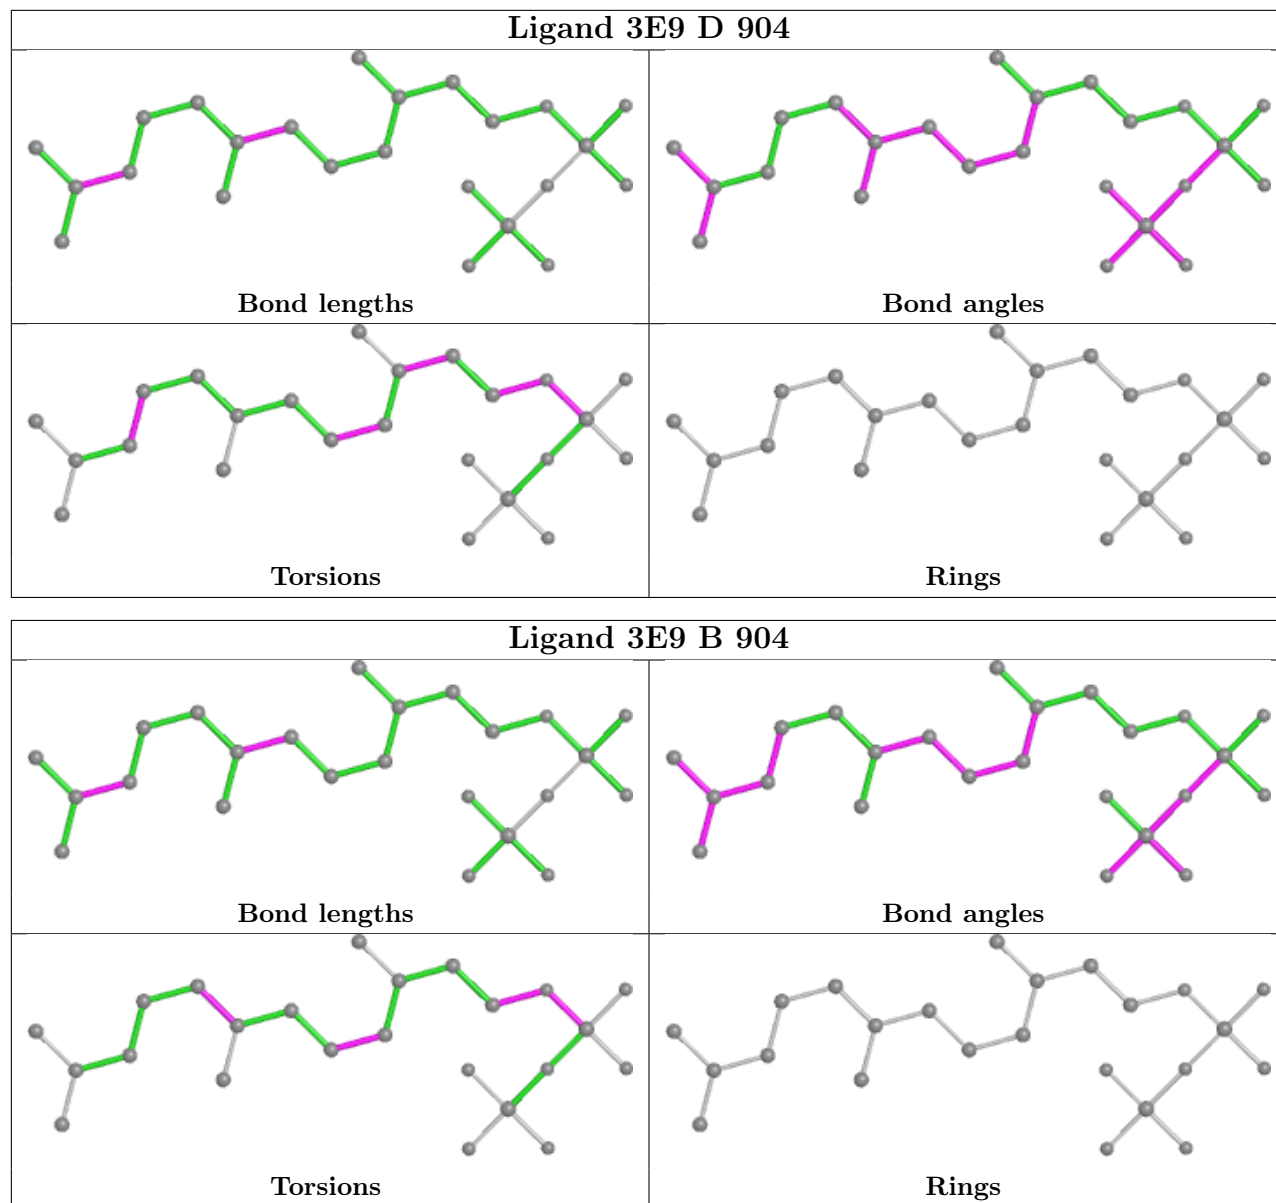 Ligand 3E9 D 904
Bond lengths
Bond angles
Torsions
Rings
Ligand 3E9 B 904
Bond lengths
Bond angles
Torsions
Rings